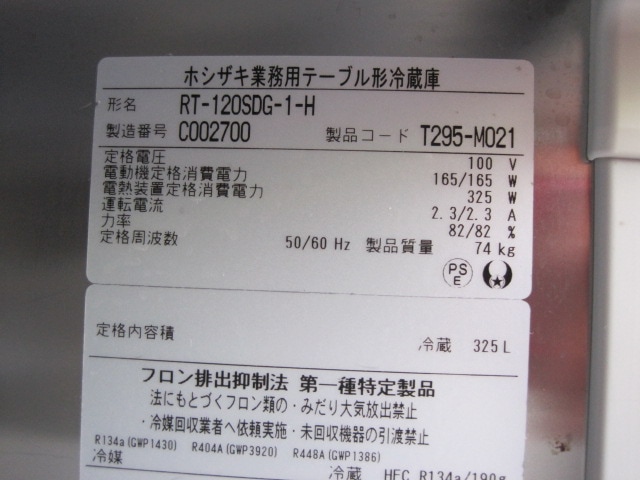 ホシザキ業務用テーブル形冷蔵庫
形名 RT-120SDG-1-H
製造番号 C002700 製品コード T295-M021
定格電圧 100 V
電動機定格消費電力 165/165 W
電熱装置定格消費電力 325 W
運転電流 2.3/2.3 A
力率 82/82 %
定格周波数 50/60 Hz 製品質量 74 kg
PS
E
定格内容積 冷蔵 325 L
フロン排出抑制法 第一種特定製品
法にもとづくフロン類の・みだり大気放出禁止
・冷媒回収業者へ依頼実施・未回収機器の引渡禁止
R134a(GWP1430) R404A(GWP3920) R448A(GWP1386)
冷媒 冷蔵 HFC R134a/190g